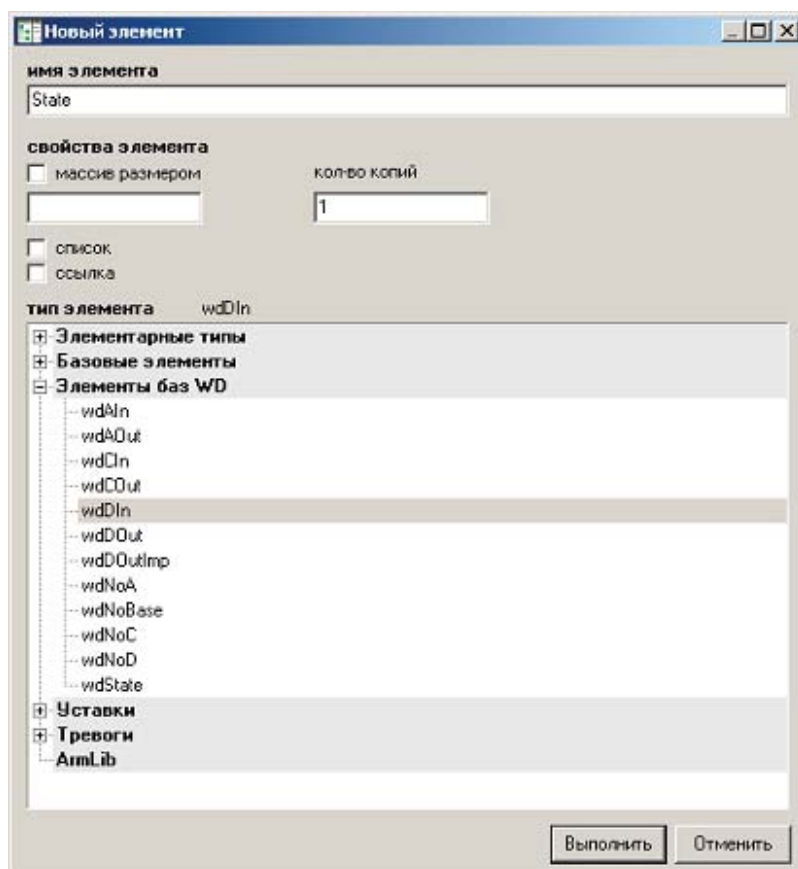 Новый элемент
имя элемента
State
свойства элемента
массив размером кол-во копий
1
список
ссылка
тип элемента wdDIn
Элементарные типы
Базовые элементы
Элементы баз WD
wdAIn
wdAOut
wdCIn
wdCOut
wdDIn
wdDOut
wdDOutImp
wdNoA
wdNoBase
wdNoC
wdNoD
wdState
Уставки
Тревоги
ArmLib
Выполнить Отменить